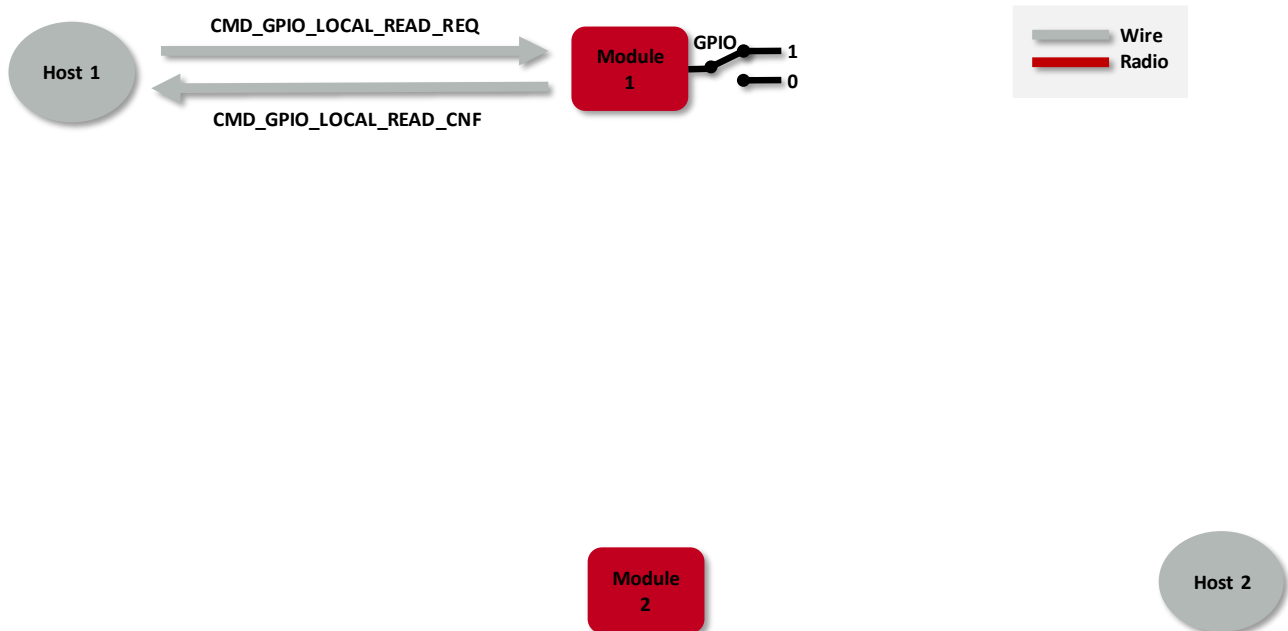 CMD_GPIO_LOCAL_READ_REQ
Host 1
Module
1
GPIO
1
0
CMD_GPIO_LOCAL_READ_CNF
Wire
Radio
Module
2
Host 2